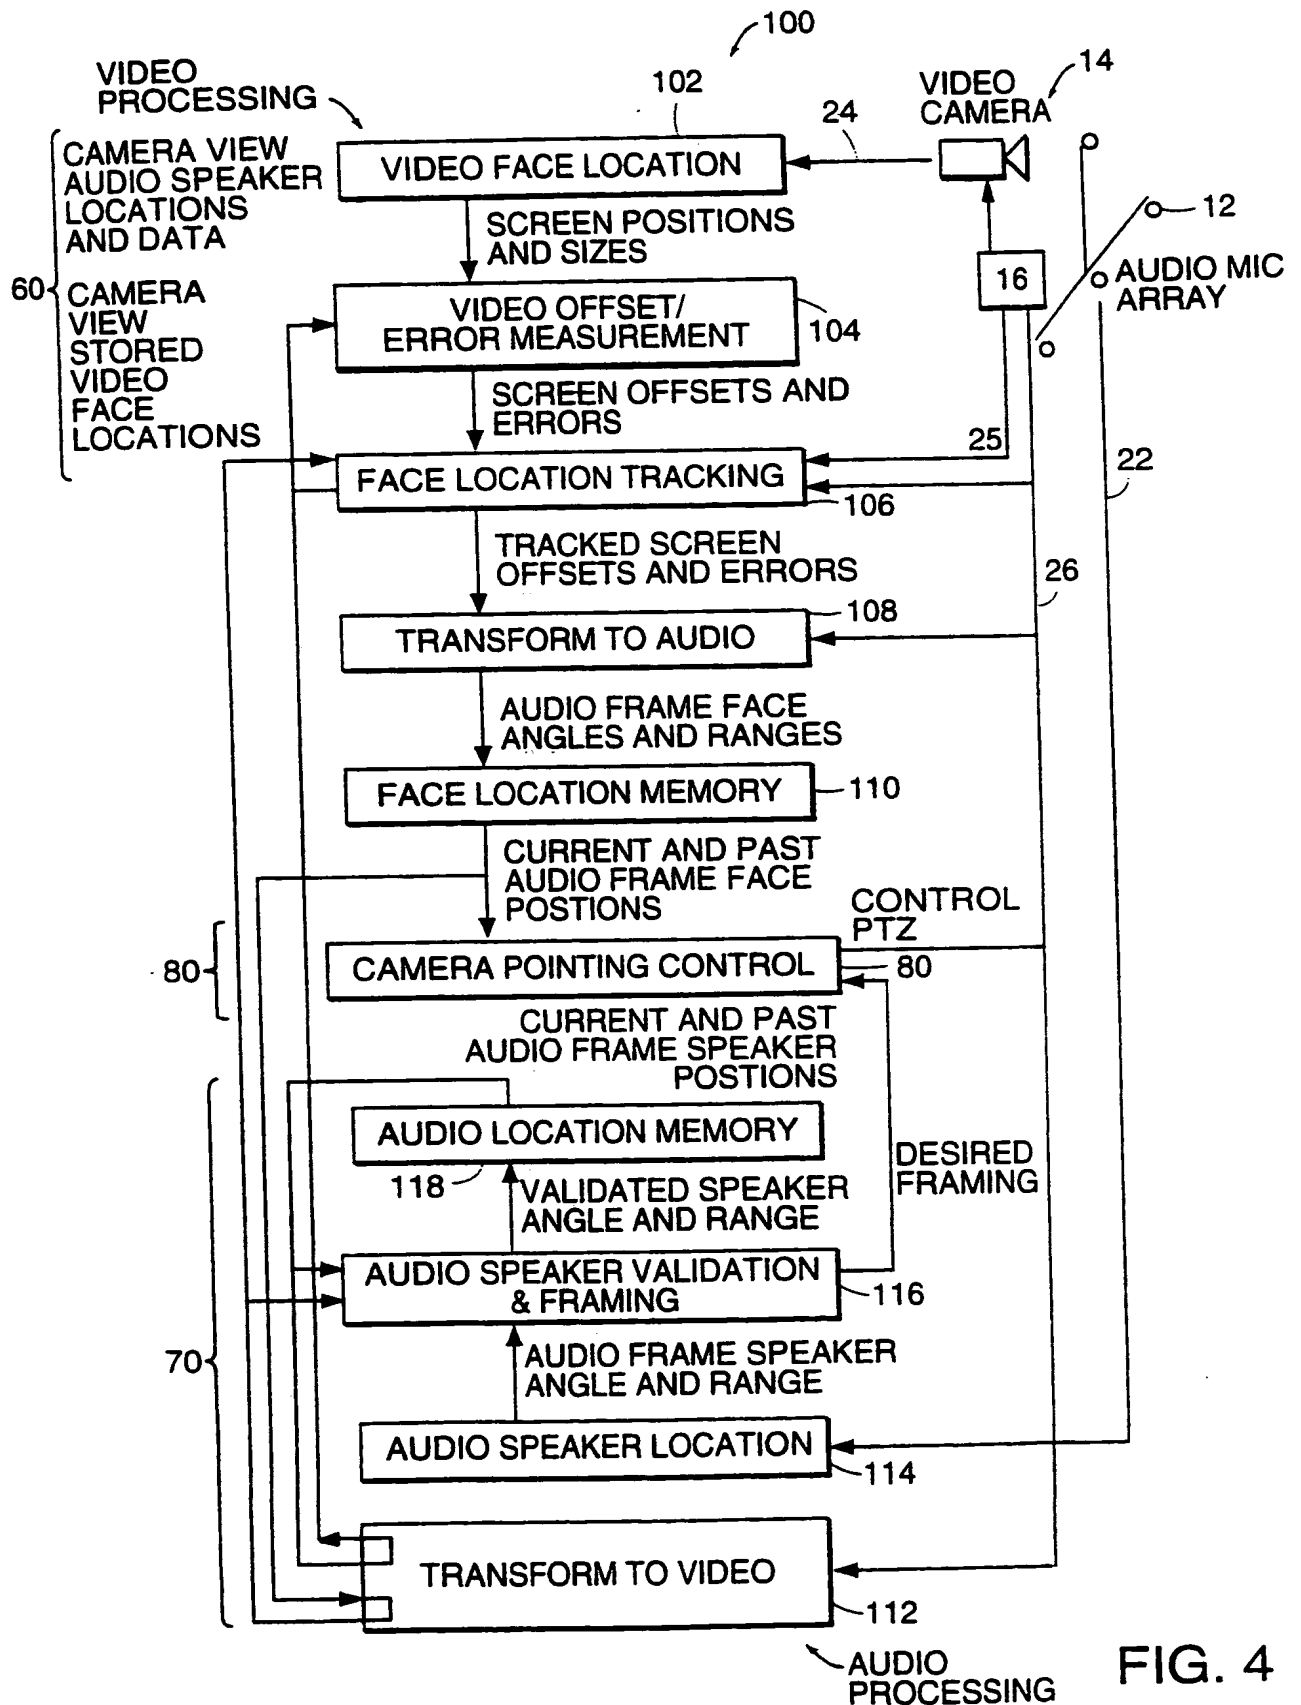 100
VIDEO
PROCESSING
102
VIDEO
CAMERA
14
24
CAMERA VIEW
AUDIO SPEAKER
LOCATIONS
AND DATA
VIDEO FACE LOCATION
12
SCREEN POSITIONS
AND SIZES
16
AUDIO MIC
ARRAY
60
CAMERA
VIEW
STORED
VIDEO
FACE
LOCATIONS
VIDEO OFFSET/
ERROR MEASUREMENT
104
SCREEN OFFSETS AND
ERRORS
25
22
FACE LOCATION TRACKING
106
TRACKED SCREEN
OFFSETS AND ERRORS
26
108
TRANSFORM TO AUDIO
AUDIO FRAME FACE
ANGLES AND RANGES
FACE LOCATION MEMORY
110
CURRENT AND PAST
AUDIO FRAME FACE
POSTIONS
CONTROL
PTZ
80
CAMERA POINTING CONTROL
80
CURRENT AND PAST
AUDIO FRAME SPEAKER
POSTIONS
AUDIO LOCATION MEMORY
118
DESIRED
FRAMING
VALIDATED SPEAKER
ANGLE AND RANGE
AUDIO SPEAKER VALIDATION
& FRAMING
116
70
AUDIO FRAME SPEAKER
ANGLE AND RANGE
AUDIO SPEAKER LOCATION
114
TRANSFORM TO VIDEO
112
AUDIO
PROCESSING
FIG. 4